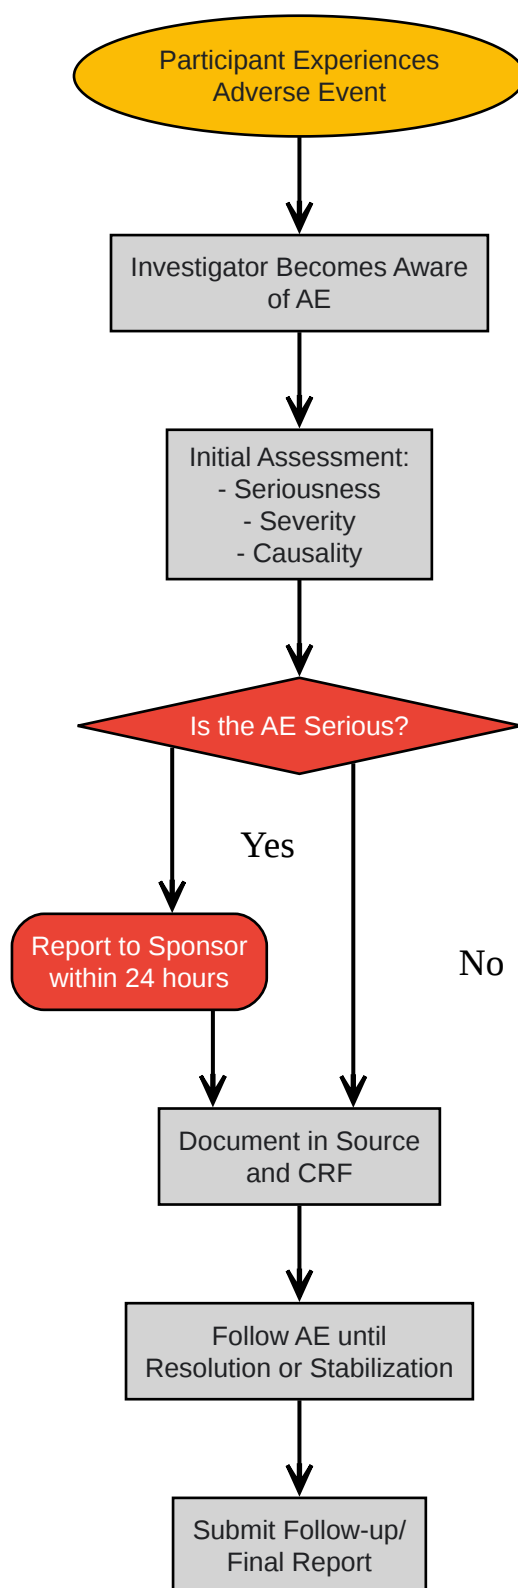 Participant Experiences
Adverse Event
Investigator Becomes Aware
of AE
Initial Assessment:
- Seriousness
- Severity
- Causality
Is the AE Serious?
Yes
Report to Sponsor
within 24 hours
No
Document in Source
and CRF
Follow AE until
Resolution or Stabilization
Submit Follow-up/
Final Report